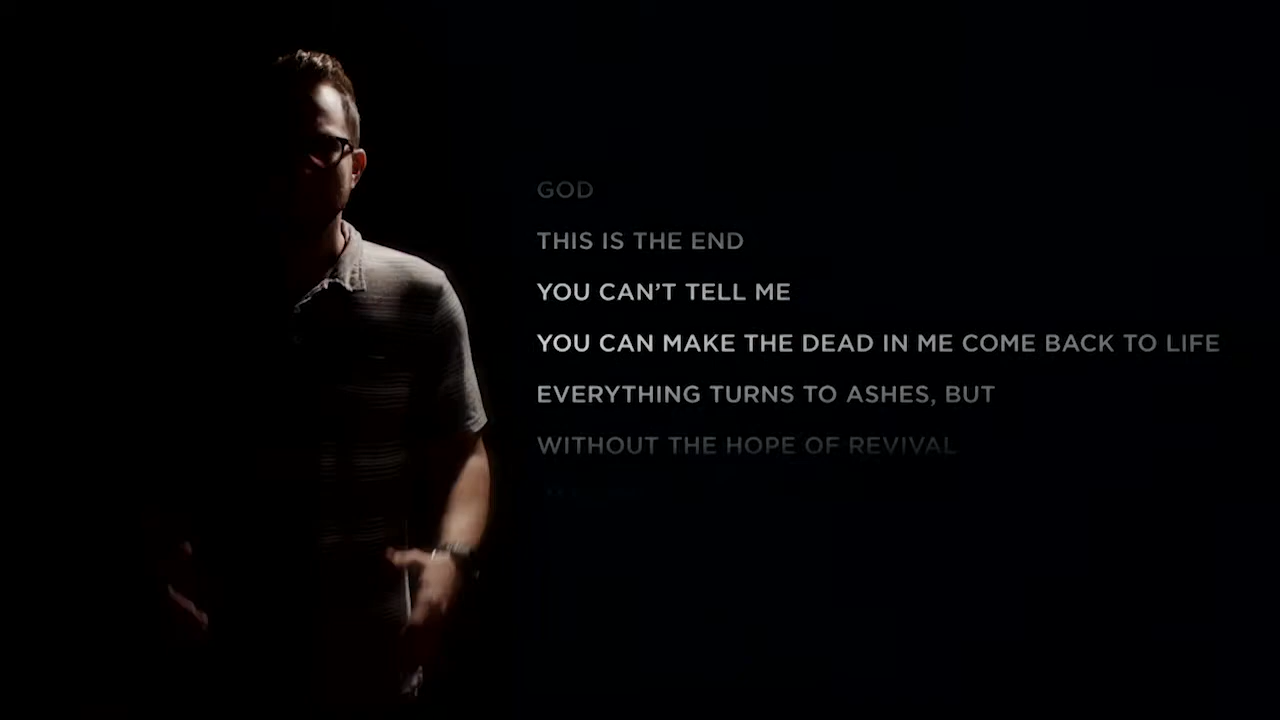 GOD
THIS IS THE END
YOU CAN’T TELL ME
YOU CAN MAKE THE DEAD IN ME COME BACK TO LIFE
EVERYTHING TURNS TO ASHES, BUT
WITHOUT THE HOPE OF REVIVAL